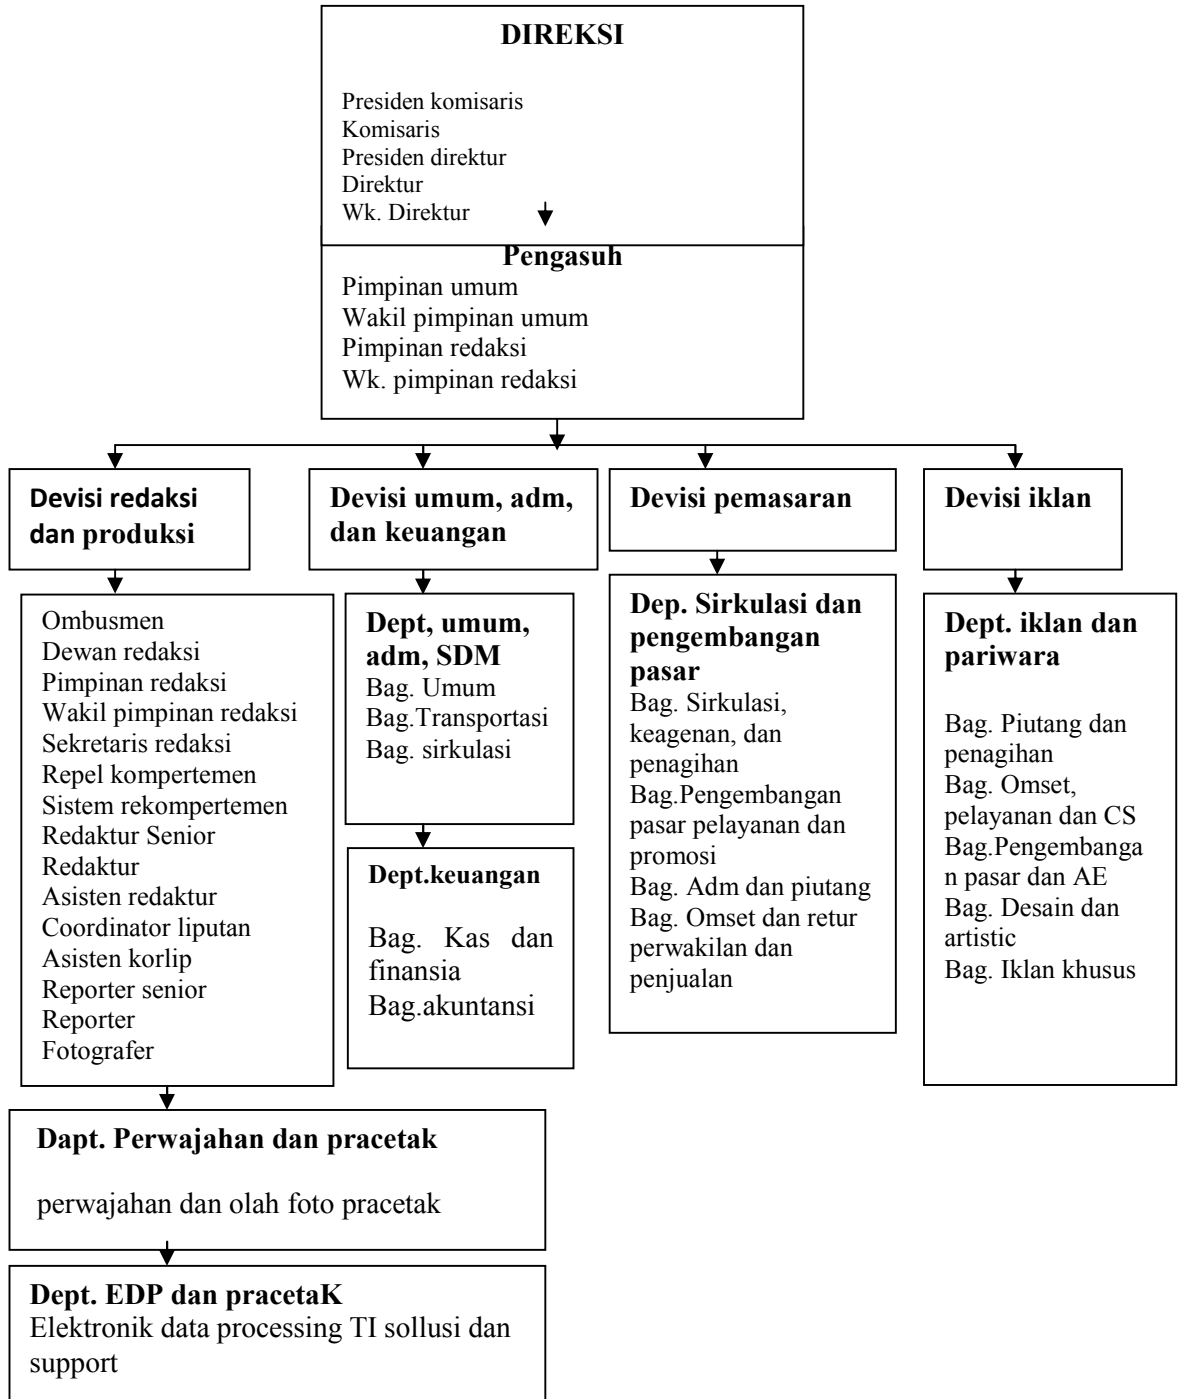 DIREKSI
Presiden komisaris
Komisaris
Presiden direktur
Direktur
Wk. Direktur
Pengasuh
Pimpinan umum
Wakil pimpinan umum
Pimpinan redaksi
Wk. pimpinan redaksi
Devisi redaksi
dan produksi
Devisi umum, adm,
dan keuangan
Devisi pemasaran
Devisi iklan
Ombusmen
Dewan redaksi
Pimpinan redaksi
Wakil pimpinan redaksi
Sekretaris redaksi
Repel kompertemen
Sistem rekompertemen
Redaktur Senior
Redaktur
Asisten redaktur
Coordinator liputan
Asisten korlip
Reporter senior
Reporter
Fotografer
Dept, umum,
adm, SDM
Bag. Umum
Bag.Transportasi
Bag. sirkulasi
Dept.keuangan
Bag. Kas dan
finansia
Bag.akuntansi
Dep. Sirkulasi dan
pengembangan
pasar
Bag. Sirkulasi,
keagenan, dan
penagihan
Bag.Pengembangan
pasar pelayanan dan
promosi
Bag. Adm dan piutang
Bag. Omset dan retur
perwakilan dan
penjualan
Dept. iklan dan
pariwara
Bag. Piutang dan
penagihan
Bag. Omset,
pelayanan dan CS
Bag.Pengembanga
n pasar dan AE
Bag. Desain dan
artistic
Bag. Iklan khusus
Dapt. Perwajahan dan pracetak
perwajahan dan olah foto pracetak
Dept. EDP dan pracetaK
Elektronik data processing TI sollusi dan
support